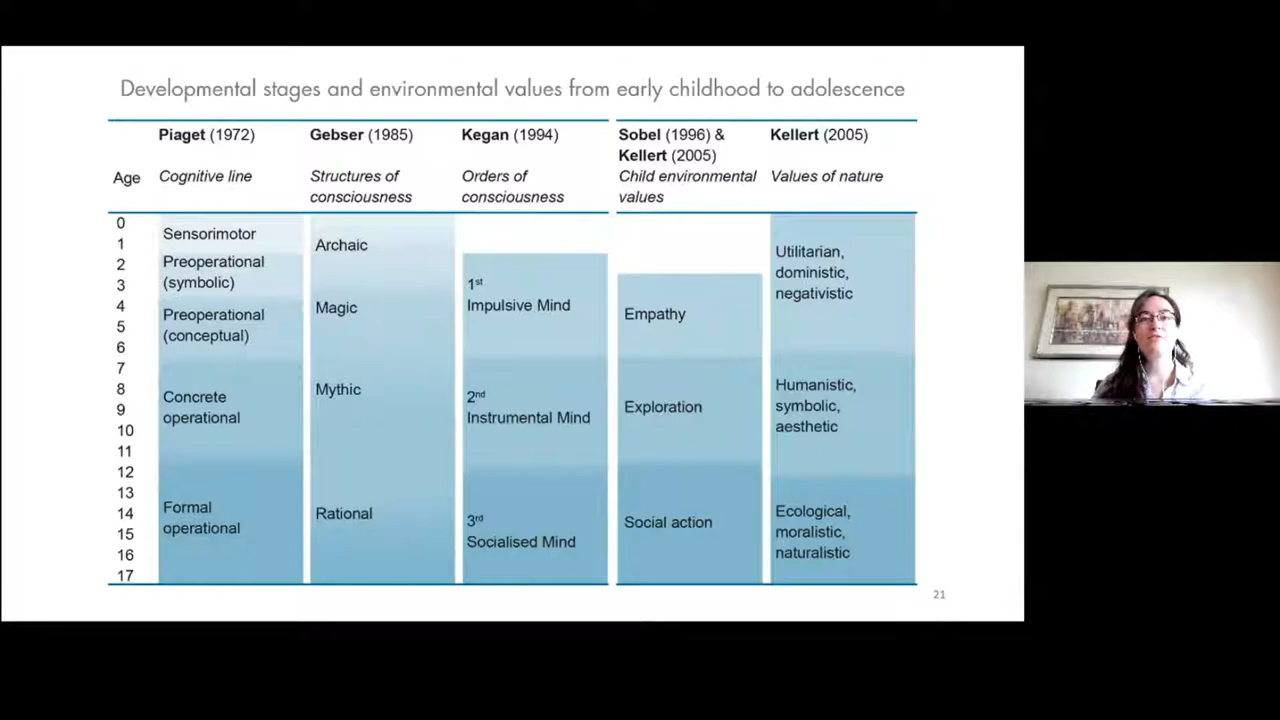 Developmental stages and environmental values from early childhood to adolescence
Age
Piaget (1972)
Cognitive line
Gebser (1985)
Structures of
consciousness
Kegan (1994)
Orders of
consciousness
Sobel (1996) &
Kellert (2005)
Child environmental
values
Kellert (2005)
Values of nature
0
1
2
3
4
5
6
7
8
9
10
11
12
13
14
15
16
17
Sensorimotor
Preoperational
(symbolic)
Preoperational
(conceptual)
Concrete
operational
Formal
operational
Archaic
Magic
Mythic
Rational
1st
Impulsive Mind
2nd
Instrumental Mind
3rd
Socialised Mind
Empathy
Exploration
Social action
Utilitarian,
doministic,
negativistic
Humanistic,
symbolic,
aesthetic
Ecological,
moralistic,
naturalistic
21